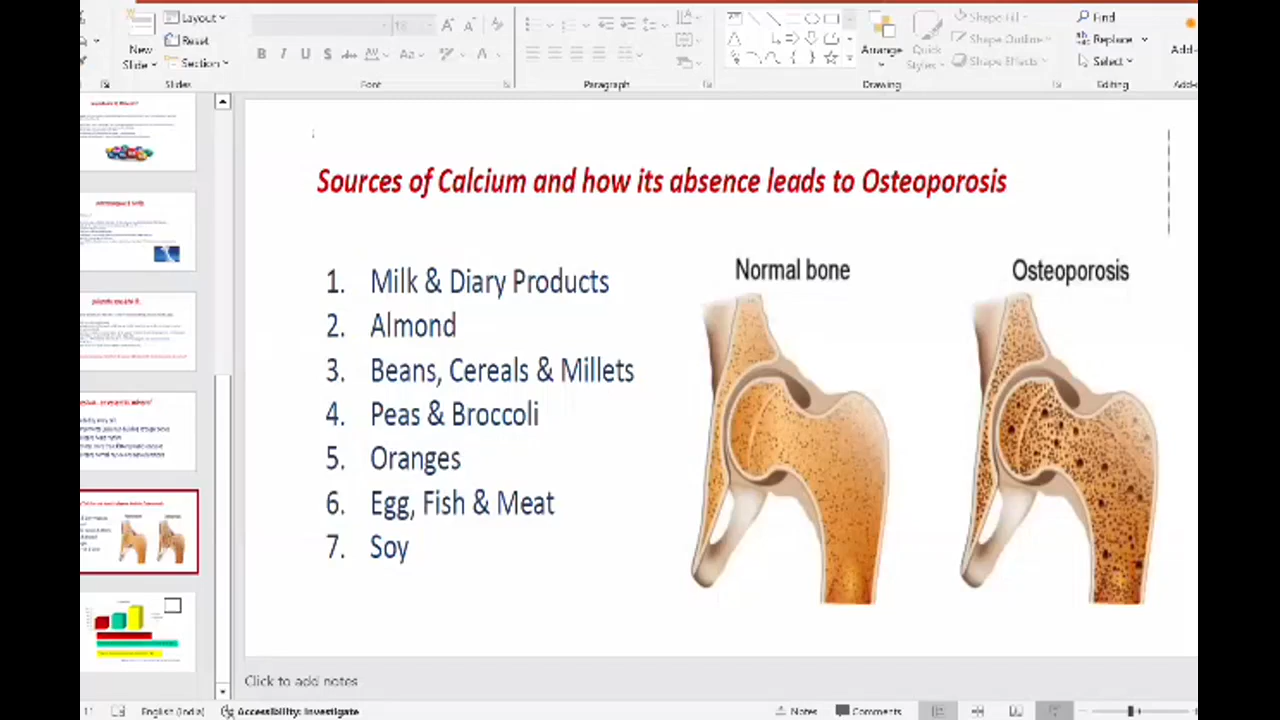 Layout
Reset
New
Slide
Section
Slides
Font
Paragraph
Arrange
Quick
Styles
Shape Fill
Shape Outline
Shape Effects
Drawing
Find
Replace
Select
Editing
Add-
Sources of Calcium and how its absence leads to Osteoporosis
1. Milk & Diary Products
2. Almond
3. Beans, Cereals & Millets
4. Peas & Broccoli
5. Oranges
6. Egg, Fish & Meat
7. Soy
Normal bone
Osteoporosis
Click to add notes
English (India)
Accessibility: Investigate
Notes
Comments